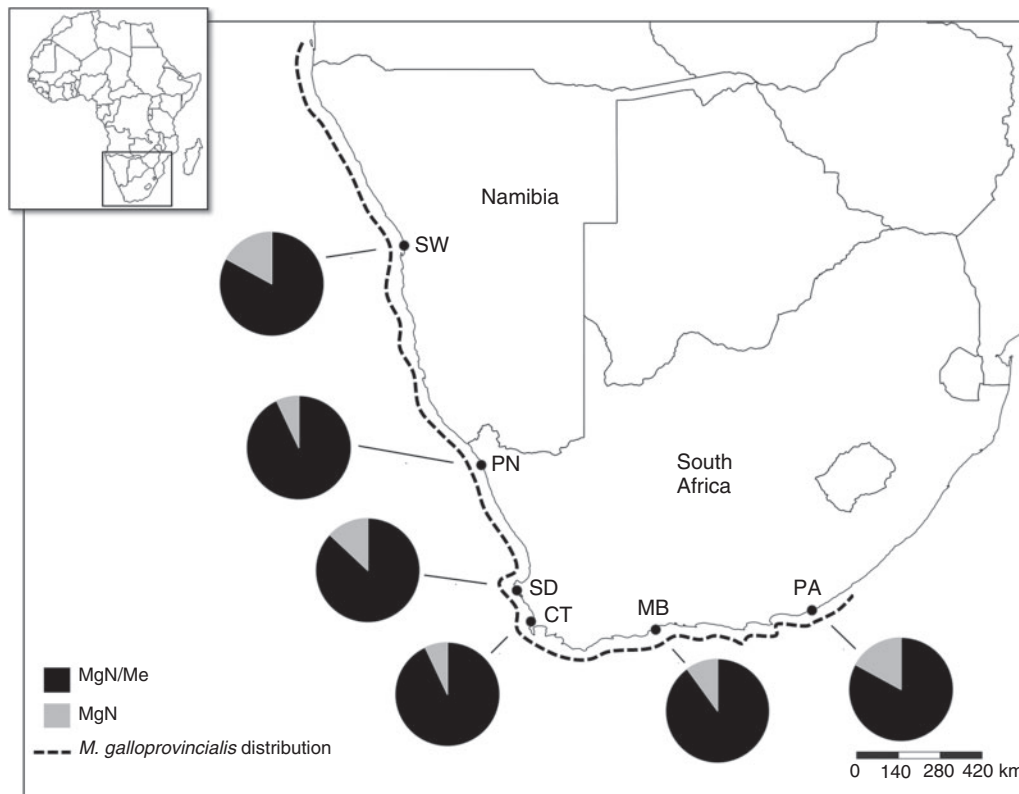 Namibia
SW
PN
South
Africa
SD
CT
MB
PA
MgN/Me
MgN
M. galloprovincialis distribution
0 140 280 420 km